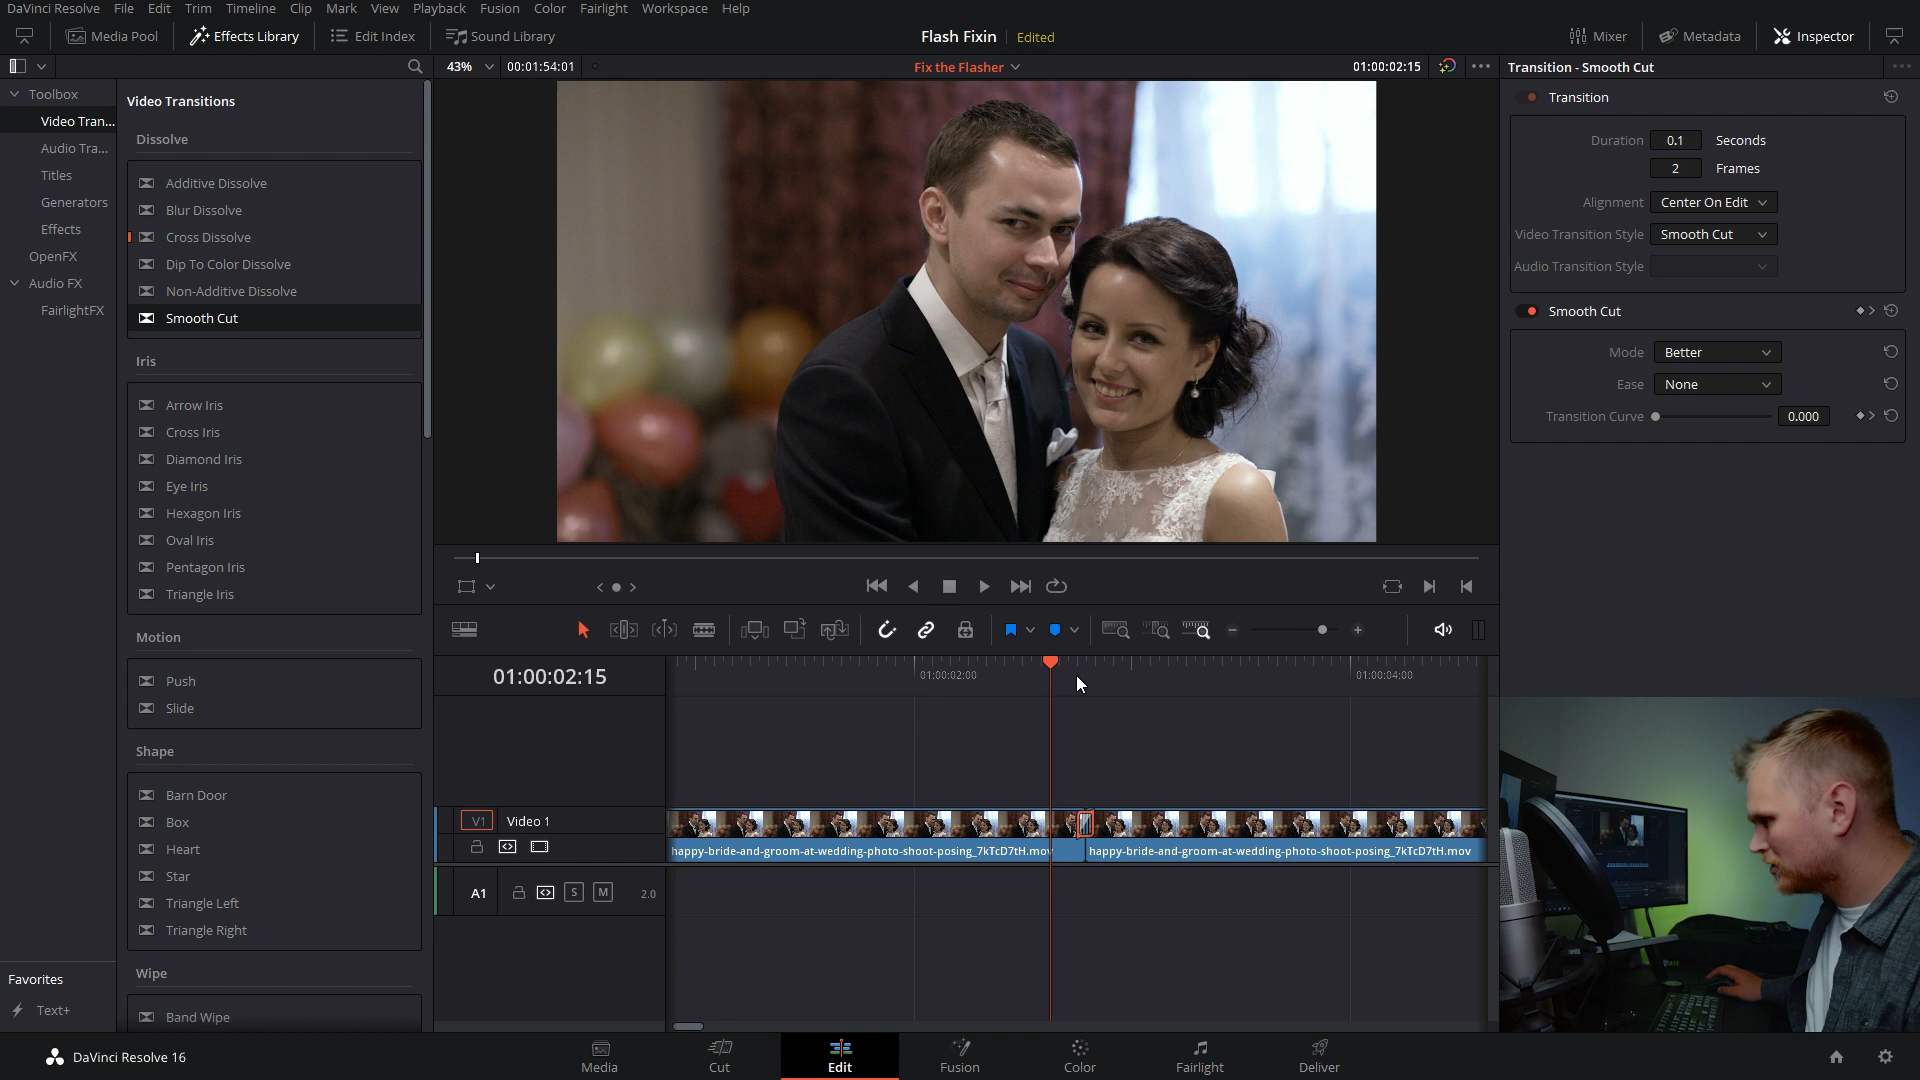 DaVinci Resolve File Edit Trim Timeline Clip Mark View Playback Fusion Color Fairlight Workspace Help
Media Pool Effects Library Edit Index Sound Library Flash Fixin Edited Mixer Metadata Inspector
43% 00:01:54:01 Fix the Flasher 01:00:02:15 Transition - Smooth Cut
Toolbox
Video Tran...
Audio Tra...
Titles
Generators
Effects
OpenFX
Audio FX
FairlightFX
Favorites
Text+
Video Transitions
Dissolve
Additive Dissolve
Blur Dissolve
Cross Dissolve
Dip To Color Dissolve
Non-Additive Dissolve
Smooth Cut
Iris
Arrow Iris
Cross Iris
Diamond Iris
Eye Iris
Hexagon Iris
Oval Iris
Pentagon Iris
Triangle Iris
Motion
Push
Slide
Shape
Barn Door
Box
Heart
Star
Triangle Left
Triangle Right
Wipe
Band Wipe
Transition
Duration 0.1 Seconds
2 Frames
Alignment Center On Edit
Video Transition Style Smooth Cut
Audio Transition Style
Smooth Cut
Mode Better
Ease None
Transition Curve 0.000
01:00:02:15
01:00:02:00 01:00:04:00
V1 Video 1
happy-bride-and-groom-at-wedding-photo-shoot-posing_7kTcD7tH.mov happy-bride-and-groom-at-wedding-photo-shoot-posing_7kTcD7tH.mov
A1 S M 2.0
DaVinci Resolve 16
Media Cut Edit Fusion Color Fairlight Deliver